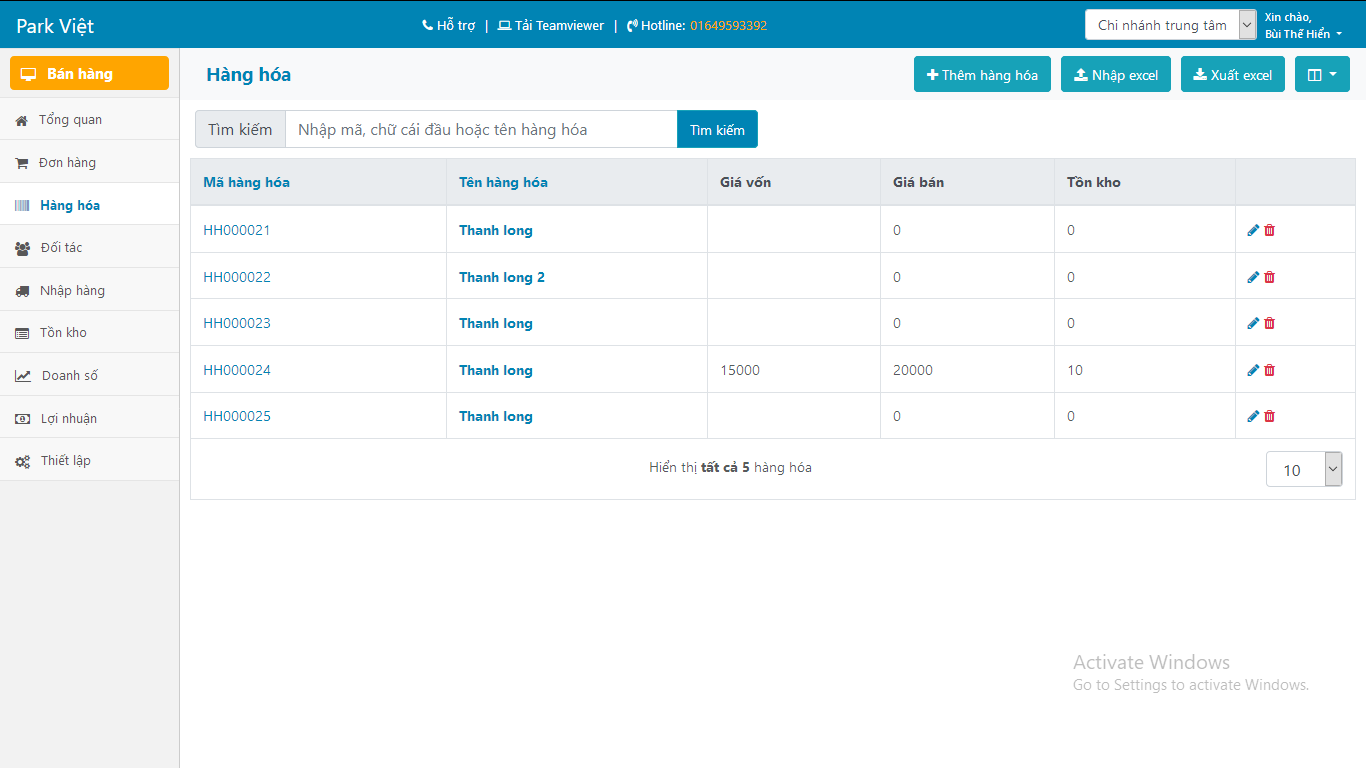 Park Việt
Hỗ trợ | Tải Teamviewer | Hotline: 01649593392
Chi nhánh trung tâm
Xin chào,
Bùi Thế Hiển
Bán hàng
Tổng quan
Đơn hàng
Hàng hóa
Đối tác
Nhập hàng
Tồn kho
Doanh số
Lợi nhuận
Thiết lập
Hàng hóa
Thêm hàng hóa
Nhập excel
Xuất excel
Tìm kiếm Nhập mã, chữ cái đầu hoặc tên hàng hóa Tìm kiếm
Mã hàng hóa Tên hàng hóa Giá vốn Giá bán Tồn kho
HH000021 Thanh long 0 0
HH000022 Thanh long 2 0 0
HH000023 Thanh long 0 0
HH000024 Thanh long 15000 20000 10
HH000025 Thanh long 0 0
Hiển thị tất cả 5 hàng hóa
10
Activate Windows
Go to Settings to activate Windows.